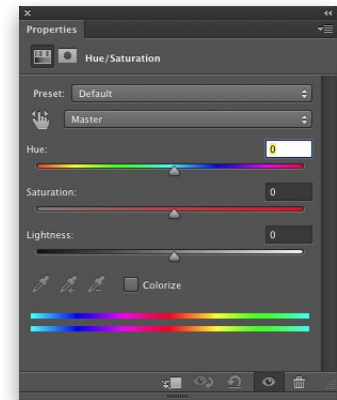 Properties
Hue/Saturation
Preset: Default
Master
Hue: 0
Saturation: 0
Lightness: 0
Colorize